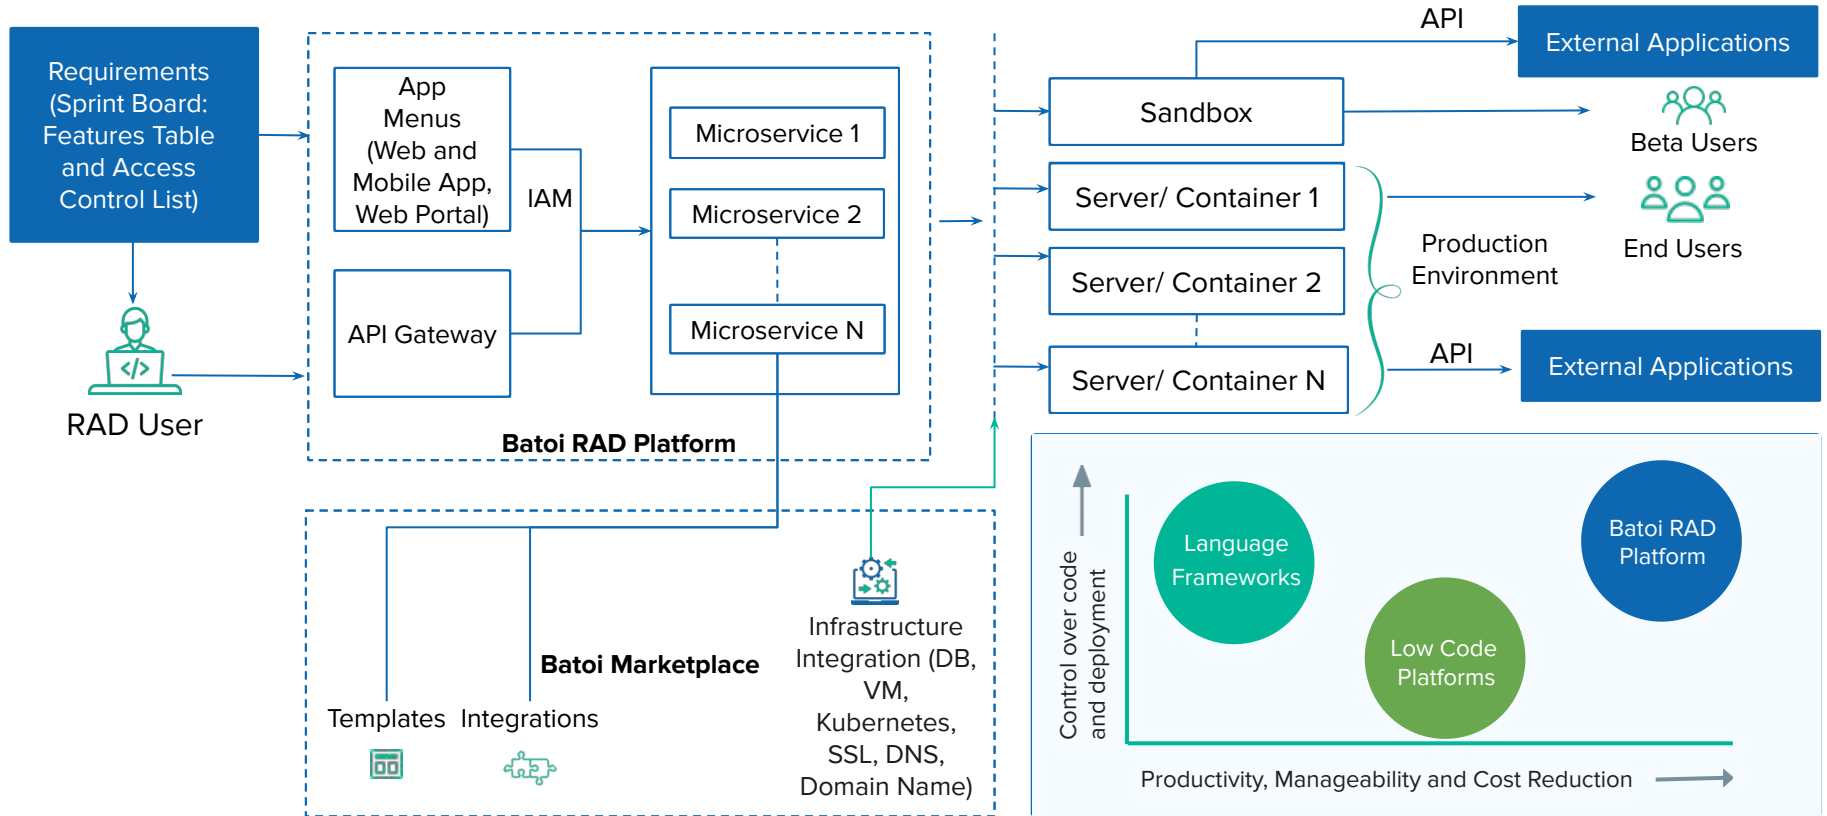 Requirements
(Sprint Board:
Features Table
and Access
Control List)
RAD User
App
Menus
(Web and
Mobile App,
Web Portal)
IAM
API Gateway
Microservice 1
Microservice 2
Microservice N
Batoi RAD Platform
Templates
Integrations
Batoi Marketplace
Infrastructure
Integration (DB,
VM,
Kubernetes,
SSL, DNS,
Domain Name)
API
External Applications
Sandbox
Beta Users
Server/ Container 1
Server/ Container 2
Server/ Container N
Production
Environment
End Users
API
External Applications
Control over code
and deployment
Language
Frameworks
Low Code
Platforms
Batoi RAD
Platform
Productivity, Manageability and Cost Reduction